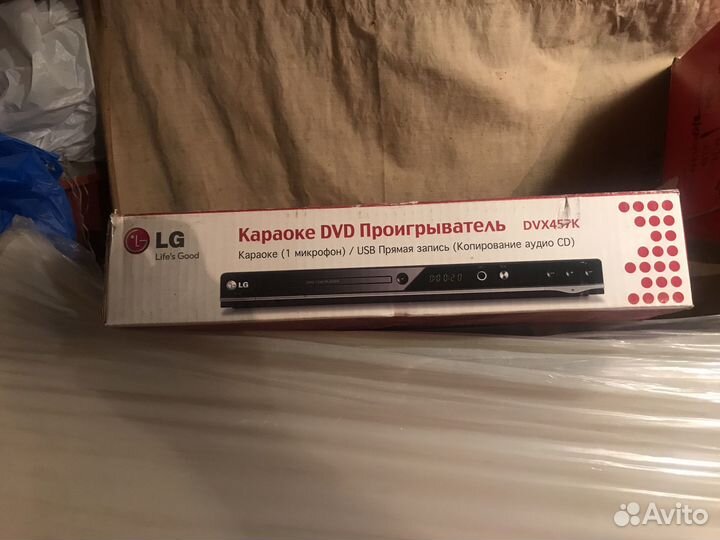 LG
Life's Good
Караоке DVD Проигрыватель DVX457K
Караоке (1 микрофон) / USB Прямая запись (Копирование аудио CD)
LG
Avito